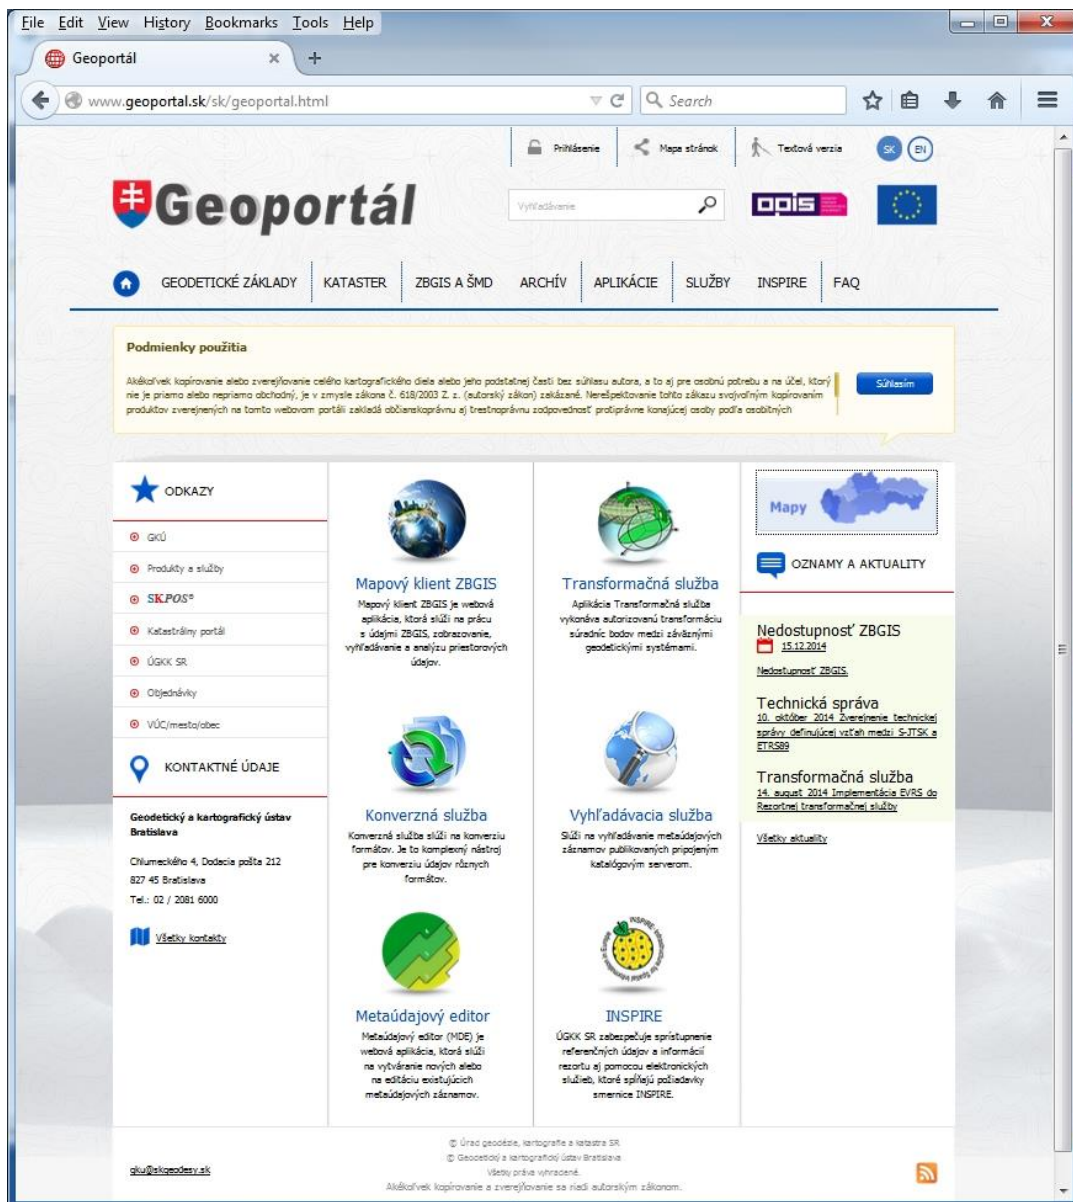 File Edit View History Bookmarks Tools Help
Geoportál
www.geoportal.sk/sk/geoportal.html
Search
Prihlásenie
Mapa stránok
Textová verzia
SK
EN
Geoportál
Vyhľadávanie
opis
GEODETICKÉ ZÁKLADY
KATASTER
ZBGIS A ŠMD
ARCHÍV
APLIKÁCIE
SLUŽBY
INSPIRE
FAQ
Podmienky použitia
Akékoľvek kopírovanie alebo zverejňovanie celého kartografického diela alebo jeho podstatnej časti bez súhlasu autora, a to aj pre osobnú potrebu a na účel, ktorý
nie je priamo alebo nepriamo obchodný, je v zmysle zákona č. 618/2003 Z. z. (autorský zákon) zakázané. Nerešpektovanie tohto zákazu svojvoľným kopírovaním
produktov zverejnených na tomto webovom portáli zakladá občianskoprávnu aj trestnoprávnu zodpovednosť protiprávne konajúcej osoby podľa osobitných
Súhlasím
ODKAZY
GKÚ
Produkty a služby
SKPOS®
Katastrálny portál
ÚGKK SR
Objednávky
VÚC/mesto/obec
KONTAKTNÉ ÚDAJE
Geodetický a kartografický ústav
Bratislava
Chlumeckého 4, Dodacia pošta 212
827 45 Bratislava
Tel.: 02 / 2081 6000
Všetky kontakty
Mapový klient ZBGIS
Mapový klient ZBGIS je webová
aplikácia, ktorá slúži na prácu
s údajmi ZBGIS, zobrazovanie,
vyhľadávanie a analýzu priestorových
údajov.
Transformačná služba
Aplikácia Transformačná služba
vykonáva autorizovanú transformáciu
súradníc bodov medzi záväznými
geodetickými systémami.
Konverzná služba
Konverzná služba slúži na konverziu
formátov. Je to komplexný nástroj
pre konverziu údajov rôznych
formátov.
Vyhľadávacia služba
Slúži na vyhľadávanie metaúdajových
záznamov publikovaných pripojeným
katalógovým serverom.
Metaúdajový editor
Metaúdajový editor (MDE) je
webová aplikácia, ktorá slúži
na vytváranie nových alebo
na editáciu existujúcich
metaúdajových záznamov.
INSPIRE
ÚGKK SR zabezpečuje sprístupnenie
referenčných údajov a informácií
rezortu aj pomocou elektronických
služieb, ktoré spĺňajú požiadavky
smernice INSPIRE.
Mapy
OZNAMY A AKTUALITY
Nedostupnosť ZBGIS
15.12.2014
Nedostupnosť ZBGIS.
Technická správa
10. október 2014 Zverejnenie technickej
správy definujúcej vzťah medzi S-JTSK a
ETRS89
Transformačná služba
14. august 2014 Implementácia EVRS do
Rezortnej transformačnej služby
Všetky aktuality
gku@skgeodesy.sk
© Úrad geodézie, kartografie a katastra SR
© Geodetický a kartografický ústav Bratislava
Všetky práva vyhradené.
Akékoľvek kopírovanie a zverejňovanie sa riadi autorským zákonom.